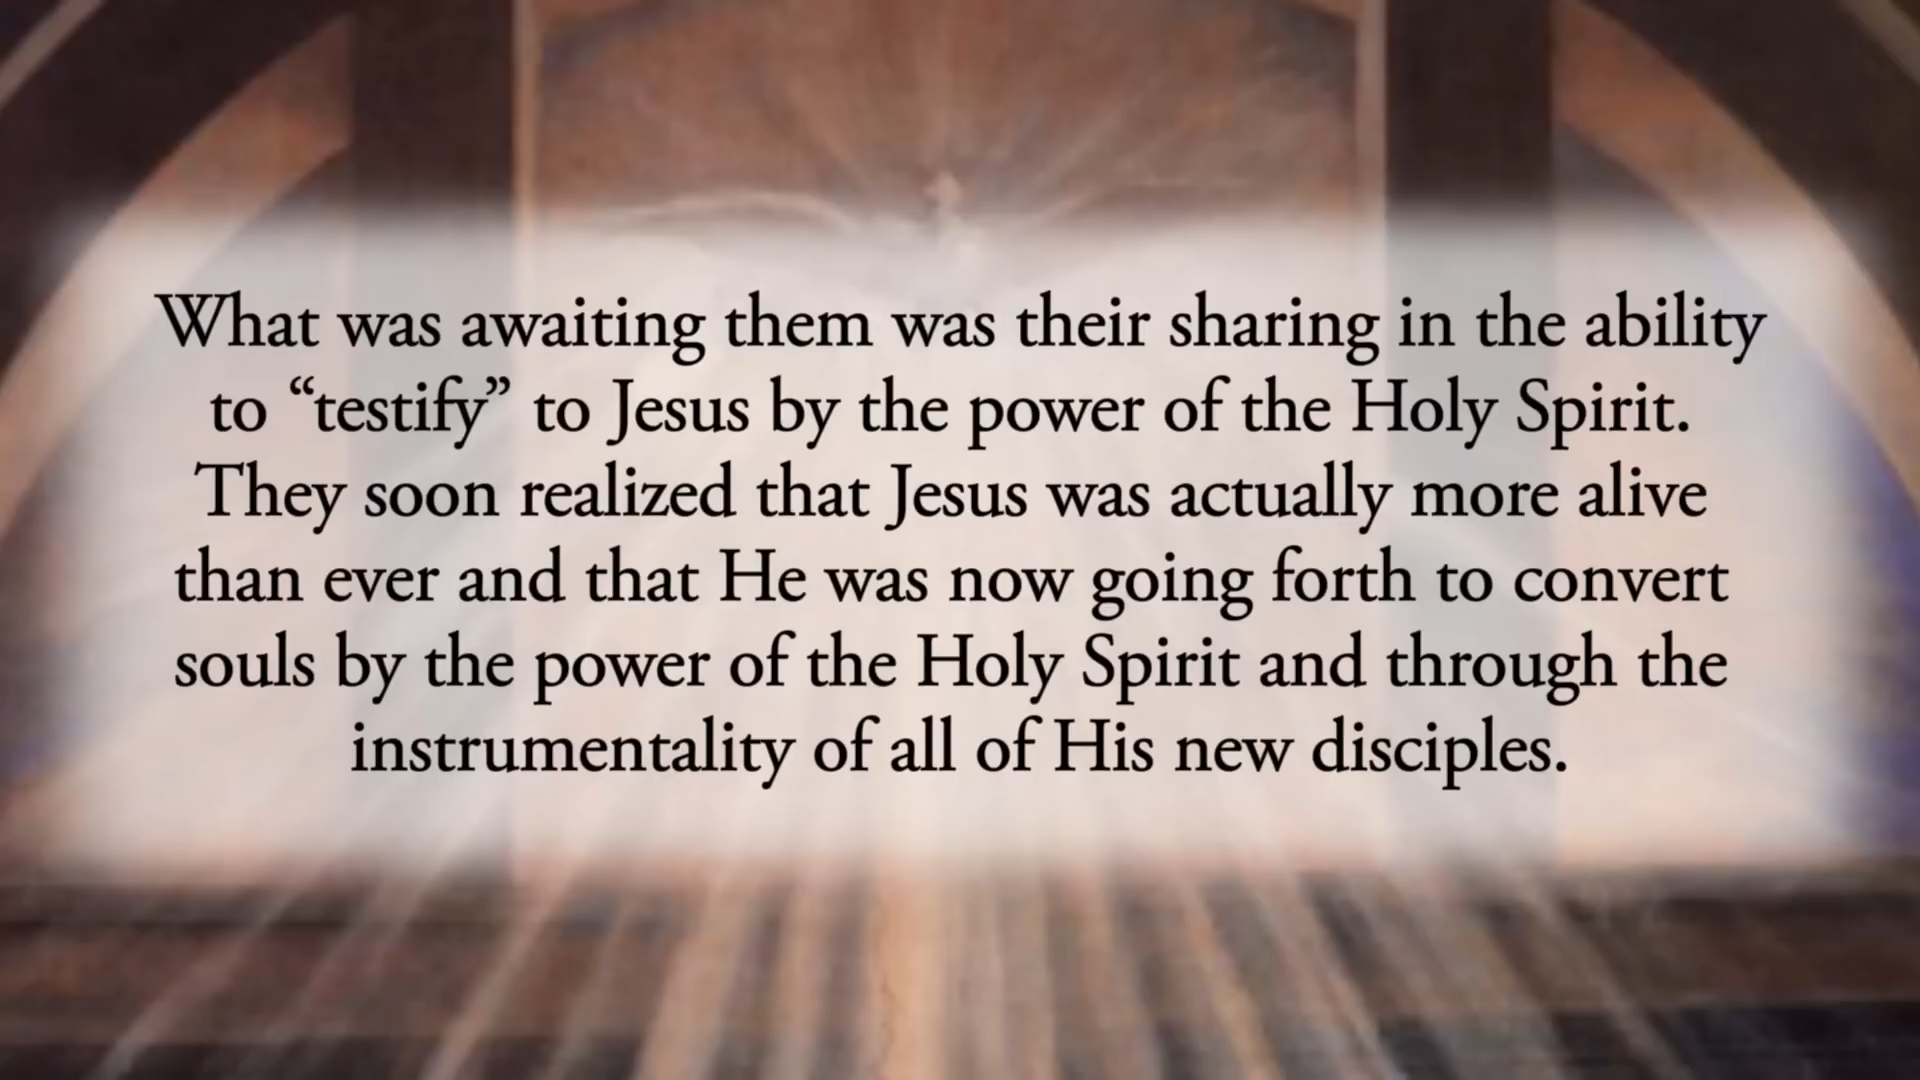 What was awaiting them was their sharing in the ability
to “testify” to Jesus by the power of the Holy Spirit.
They soon realized that Jesus was actually more alive
than ever and that He was now going forth to convert
souls by the power of the Holy Spirit and through the
instrumentality of all of His new disciples.